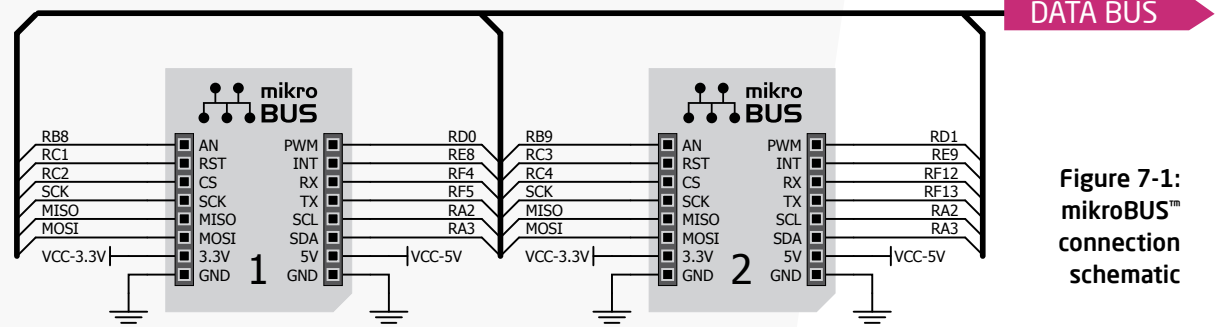 DATA BUS
mikro
BUS
RB8
RC1
RC2
SCK
MISO
MOSI
VCC-3.3V
AN
RST
CS
SCK
MISO
MOSI
3.3V
GND
1
PWM
INT
RX
TX
SCL
SDA
5V
GND
RD0
RE8
RF4
RF5
RA2
RA3
VCC-5V
mikro
BUS
RB9
RC3
RC4
SCK
MISO
MOSI
VCC-3.3V
AN
RST
CS
SCK
MISO
MOSI
3.3V
GND
2
PWM
INT
RX
TX
SCL
SDA
5V
GND
RD1
RE9
RF12
RF13
RA2
RA3
VCC-5V
Figure 7-1:
mikroBUS™
connection
schematic